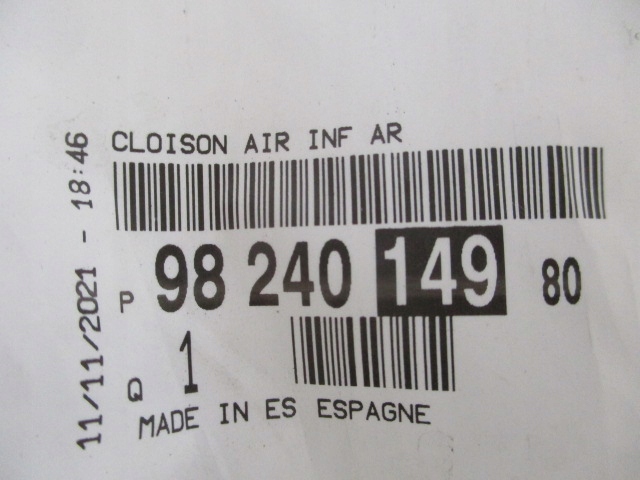 CLOISON AIR INF AR
P 98 240 149 80
Q 1
MADE IN ES ESPAGNE
11/11/2021 - 18:46